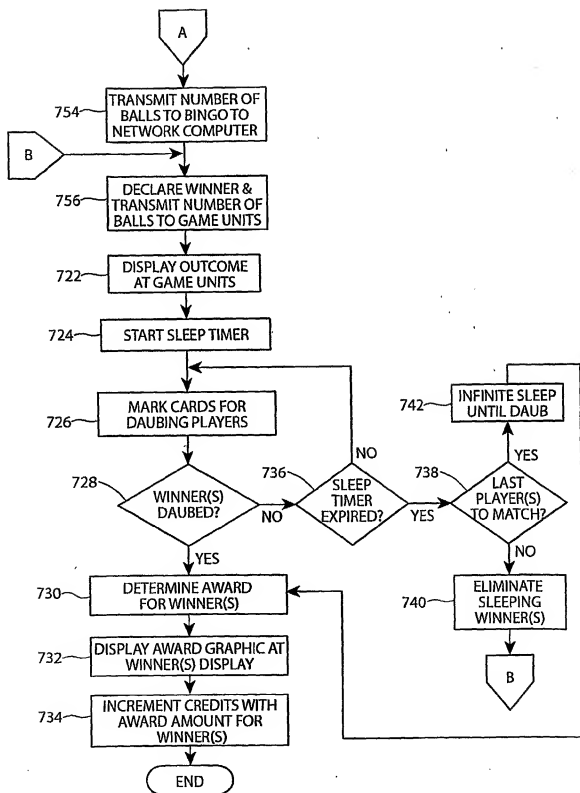 A
754
TRANSMIT NUMBER OF
BALLS TO BINGO TO
NETWORK COMPUTER
B
756
DECLARE WINNER &
TRANSMIT NUMBER OF
BALLS TO GAME UNITS
722
DISPLAY OUTCOME
AT GAME UNITS
724
START SLEEP TIMER
726
MARK CARDS FOR
DAUBING PLAYERS
728
WINNER(S)
DAUBED?
NO
YES
736
SLEEP
TIMER
EXPIRED?
NO
YES
738
LAST
PLAYER(S)
TO MATCH?
YES
NO
742
INFINITE SLEEP
UNTIL DAUB
740
ELIMINATE
SLEEPING
WINNER(S)
B
730
DETERMINE AWARD
FOR WINNER(S)
732
DISPLAY AWARD GRAPHIC AT
WINNER(S) DISPLAY
734
INCREMENT CREDITS WITH
AWARD AMOUNT FOR
WINNER(S)
END